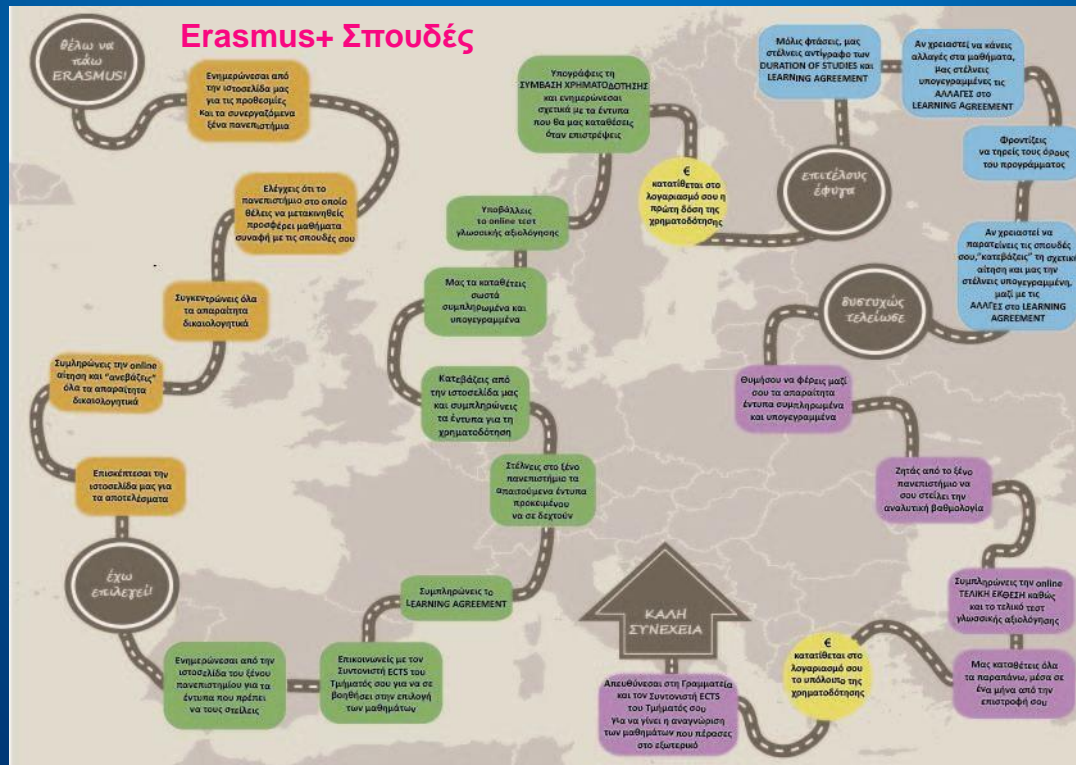 Erasmus+ Σπουδές
θέλω να
πάω
ERASMUS!
Ενημερώνεσαι από
την ιστοσελίδα μας
για τις προθεσμίες
και τα συνεργαζόμενα
ξένα πανεπιστήμια
Ελέγχεις ότι το
πανεπιστήμιο στο οποίο
θέλεις να μετακινηθείς
προσφέρει μαθήματα
συναφή με τις σπουδές σου
Συγκεντρώνεις όλα
τα απαραίτητα
δικαιολογητικά
Συμληρώνεις την online
αίτηση και "ανεβάζεις"
όλα τα απαραίτητα
δικαιολογητικά
Επισκέπτεσαι την
ιστοσελίδα μας για
τα αποτελέσματα
έχω
επιλεγεί!
Ενημερώνεσαι από την
ιστοσελίδα του ξένου
πανεπιστημίου για τα
έντυπα που πρέπει
να τους στείλεις
Επικοινωνείς με τον
Συντονιστή ECTS του
Τμήματός σου για να σε
βοηθήσει στην επιλογή
των μαθημάτων
Συμπληρώνεις το
LEARNING AGREEMENT
Στέλνεις στο ξένο
πανεπιστήμιο τα
απαιτούμενα έντυπα
προκειμένου
να σε δεχτούν
Κατεβάζεις από
την ιστοσελίδα μας
και συμπληρώνεις
τα έντυπα για τη
χρηματοδότηση
Μας τα καταθέτεις
σωστά
συμπληρωμένα και
υπογεγραμμένα
Υποβάλλεις
το online τεστ
γλωσσικής αξιολόγησης
Υπογράφεις τη
ΣΥΜΒΑΣΗ ΧΡΗΜΑΤΟΔΟΤΗΣΗΣ
και ενημερώνεσαι
σχετικά με τα έντυπα
που θα μας καταθέσεις
όταν επιστρέψεις
€
κατατίθεται στο
λογαριασμό σου η
πρώτη δόση της
χρηματοδότησης
επιτέλους
έφυγα
Μόλις φτάσεις, μας
στέλνεις αντίγραφο των
DURATION OF STUDIES και
LEARNING AGREEMENT
Αν χρειαστεί να κάνεις
αλλαγές στα μαθήματα,
μας στέλνεις
υπογεγραμμένες τις
ΑΛΛΑΓΕΣ στο
LEARNING AGREEMENT
Φροντίζεις
να τηρείς τους όρους
του προγράμματος
Αν χρειαστεί να
παρατείνεις τις σπουδές
σου,"κατεβάζεις" τη σχετική
αίτηση και μας την
στέλνεις υπογεγραμμένη,
μαζί με τις
ΑΛΛΓΕΣ στο LEARNING
AGREEMENT
δυστυχώς
τελείωσε
Θυμήσου να φέρεις μαζί
σου τα απαραίτητα
έντυπα συμπληρωμένα
και υπογεγραμμένα
Ζητάς από το ξένο
πανεπιστήμιο να
σου στείλει την
αναλυτική βαθμολογία
Συμπληρώνεις την online
ΤΕΛΙΚΗ ΕΚΘΕΣΗ καθώς
και το τελικό τεστ
γλωσσικής αξιολόγησης
Μας καταθέτεις όλα
τα παραπάνω, μέσα σε
ένα μήνα από την
επιστροφή σου
€
κατατίθεται στο
λογαριασμό σου
το υπόλοιπο της
χρηματοδότησης
Απευθύνεσαι στη Γραμματεία
και τον Συντονιστή ECTS
του Τμήματός σου
για να γίνει η αναγνώριση
των μαθημάτων που πέρασες
στο εξωτερικό
ΚΑΛΗ
ΣΥΝΕΧΕΙΑ